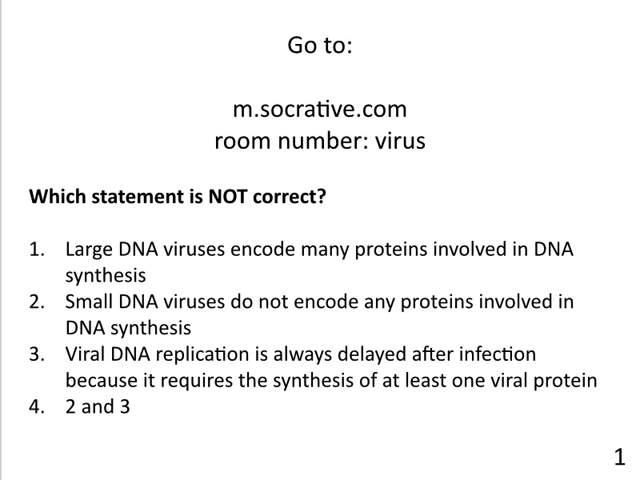 Go to:
m.socrative.com
room number: virus
Which statement is NOT correct?
1. Large DNA viruses encode many proteins involved in DNA
synthesis
2. Small DNA viruses do not encode any proteins involved in
DNA synthesis
3. Viral DNA replication is always delayed after infection
because it requires the synthesis of at least one viral protein
4. 2 and 3
1